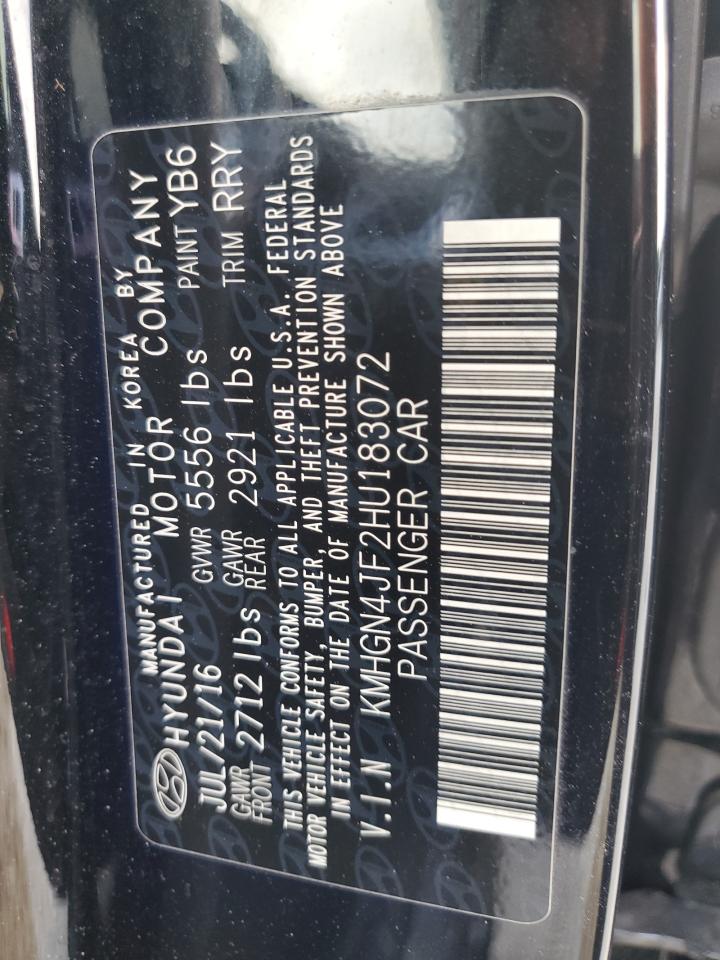 MANUFACTURED IN KOREA BY
HYUNDAI MOTOR COMPANY
JUL/21/16 GVWR 5556 lbs PAINT YB6
GAWR FRONT 2712 lbs GAWR REAR 2921 lbs TRIM RRY
THIS VEHICLE CONFORMS TO ALL APPLICABLE U.S.A. FEDERAL
MOTOR VEHICLE SAFETY, BUMPER, AND THEFT PREVENTION STANDARDS
IN EFFECT ON THE DATE OF MANUFACTURE SHOWN ABOVE
V.I.N KMHGN4JF2HU183072
PASSENGER CAR